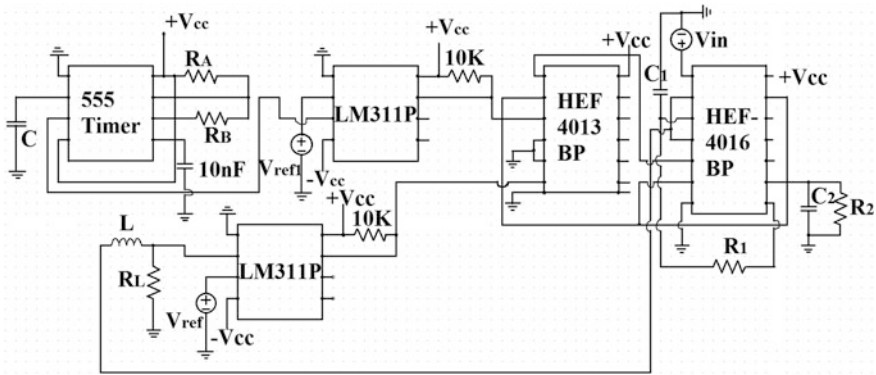 +Vcc
RA
555
Timer
RB
C
10nF
+Vcc
10K
LM311P
Vref1
-Vcc
+Vcc
HEF
4013
BP
C1
Vin
+Vcc
HEF
4016
BP
C2
R2
R1
+Vcc
10K
L
LM311P
RL
Vref
-Vcc